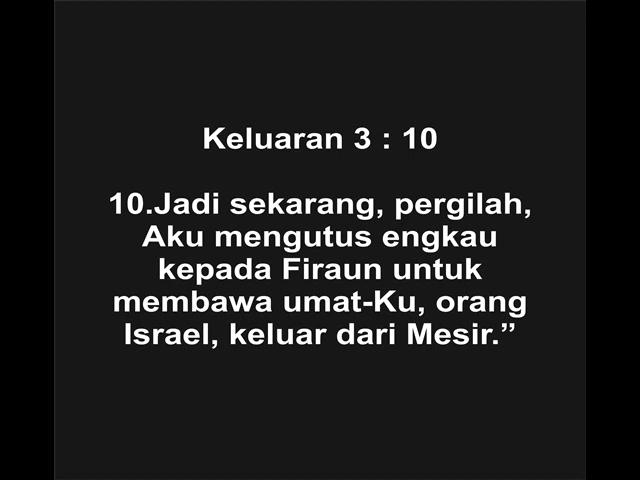 Keluaran 3 : 10
10.Jadi sekarang, pergilah,
Aku mengutus engkau
kepada Firaun untuk
membawa umat-Ku, orang
Israel, keluar dari Mesir.”